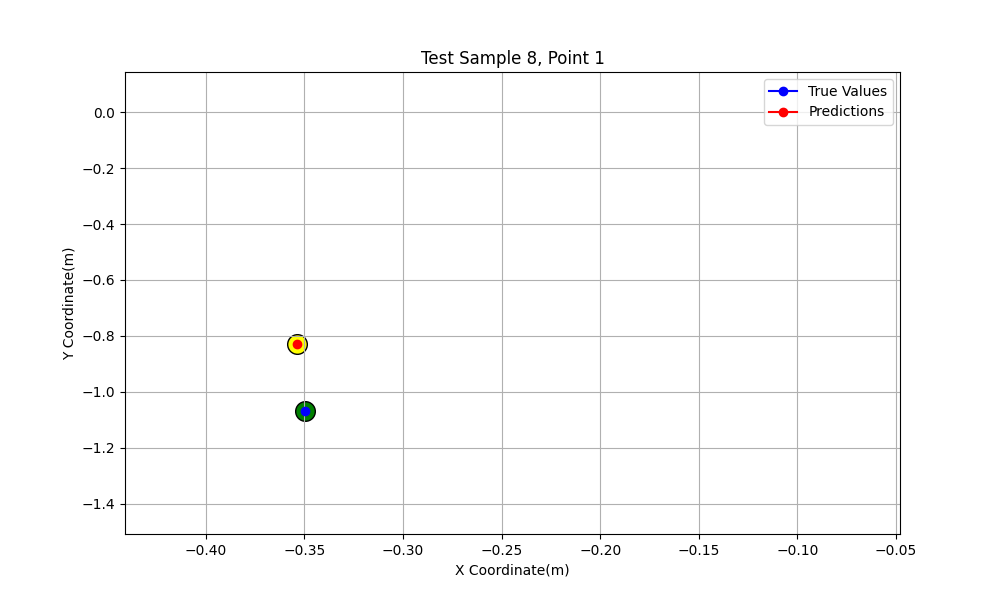 Test Sample 8, Point 1
True Values
Predictions
Y Coordinate(m)
0.0
−0.2
−0.4
−0.6
−0.8
−1.0
−1.2
−1.4
−0.40 −0.35 −0.30 −0.25 −0.20 −0.15 −0.10 −0.05
X Coordinate(m)